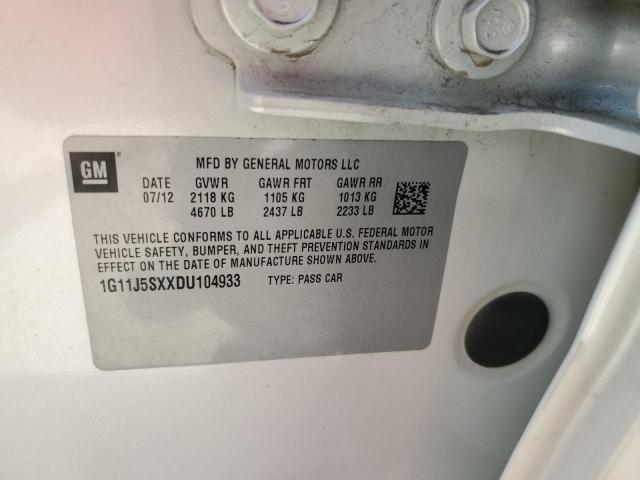 GM
MFD BY GENERAL MOTORS LLC
DATE GVWR GAWR FRT GAWR RR
07/12 2118 KG 1105 KG 1013 KG
4670 LB 2437 LB 2233 LB
THIS VEHICLE CONFORMS TO ALL APPLICABLE U.S. FEDERAL MOTOR
VEHICLE SAFETY, BUMPER, AND THEFT PREVENTION STANDARDS IN
EFFECT ON THE DATE OF MANUFACTURE SHOWN ABOVE.
1G11J5SXXDU104933 TYPE: PASS CAR